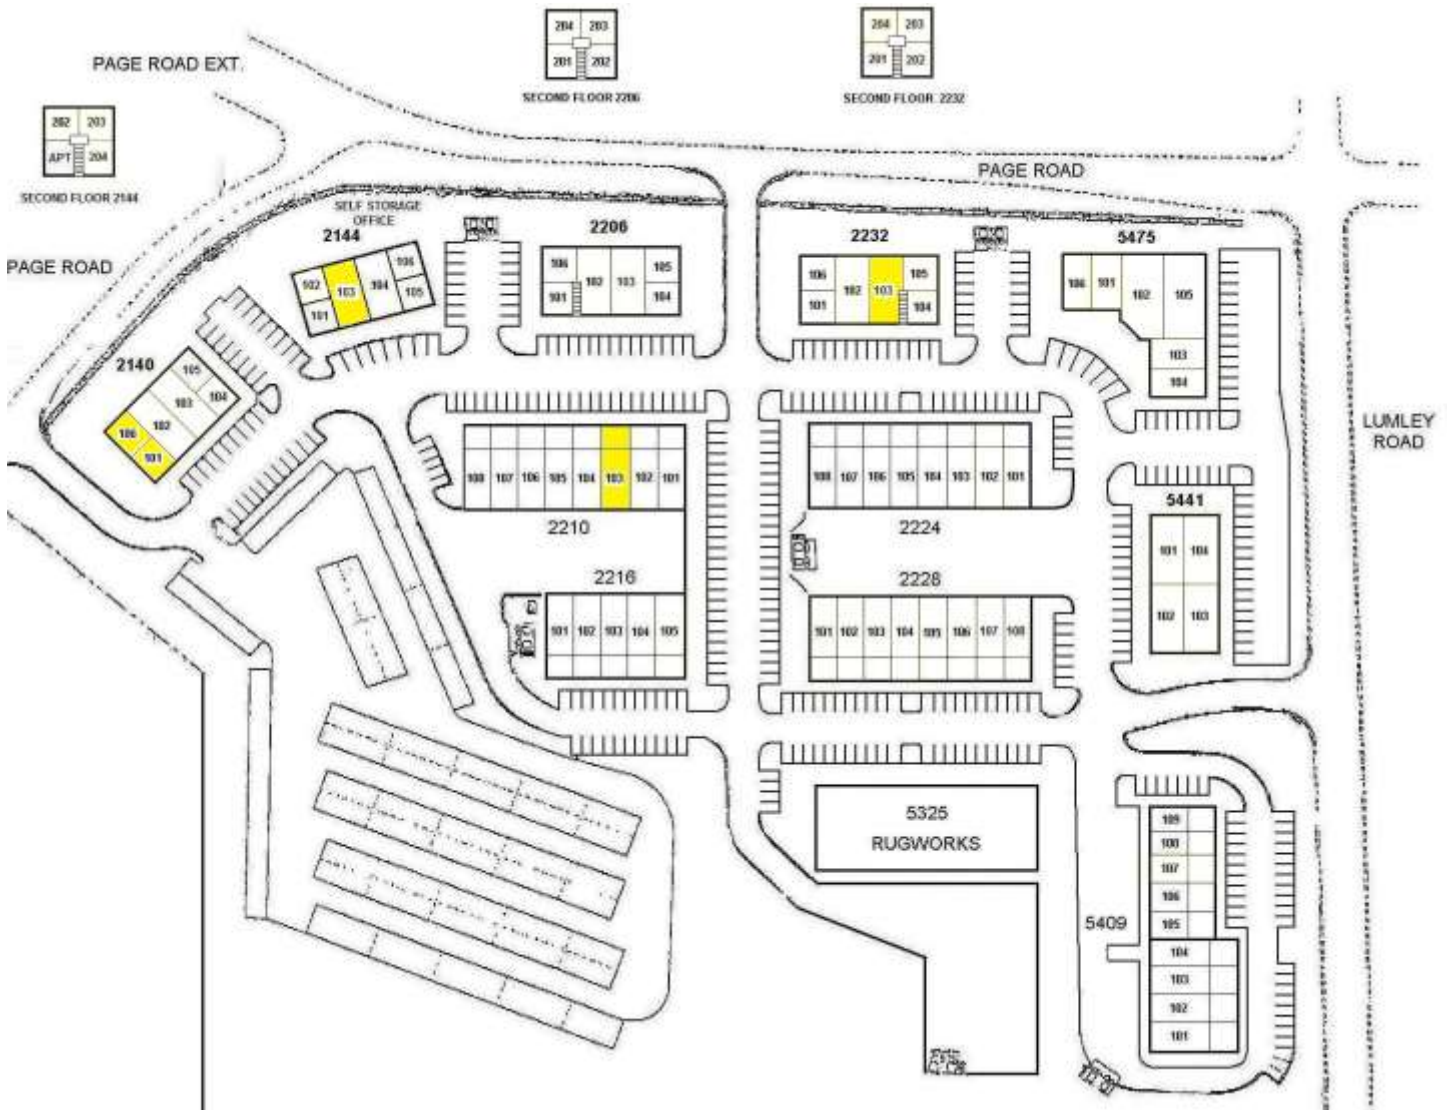 204 203
201 202
SECOND FLOOR 2206
204 203
201 202
SECOND FLOOR 2232
PAGE ROAD EXT.
202 203
APT 204
SECOND FLOOR 2144
PAGE ROAD
PAGE ROAD
LUMLEY
ROAD
SELF STORAGE
OFFICE
2144
102 103 104 106
101 105
2206
106 102 103 105
101 104
2232
106 102 103 105
101 104
5475
106 101 102 105
103
104
2140
105
104
103
102
106
101
108 107 106 105 104 103 102 101
2210
108 107 106 105 104 103 102 101
2224
5441
101 104
102 103
2216
101 102 103 104 105
2228
101 102 103 104 105 106 107 108
5325
RUGWORKS
5409
109
108
107
106
105
104
103
102
101